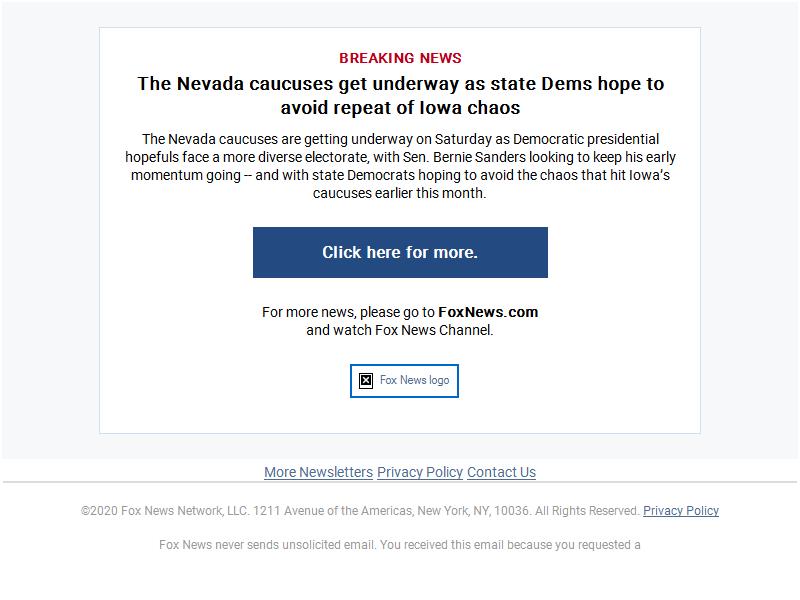 BREAKING NEWS
The Nevada caucuses get underway as state Dems hope to
avoid repeat of Iowa chaos
The Nevada caucuses are getting underway on Saturday as Democratic presidential
hopefuls face a more diverse electorate, with Sen. Bernie Sanders looking to keep his early
momentum going -- and with state Democrats hoping to avoid the chaos that hit Iowa’s
caucuses earlier this month.
Click here for more.
For more news, please go to FoxNews.com
and watch Fox News Channel.
Fox News logo
More Newsletters Privacy Policy Contact Us
©2020 Fox News Network, LLC. 1211 Avenue of the Americas, New York, NY, 10036. All Rights Reserved. Privacy Policy
Fox News never sends unsolicited email. You received this email because you requested a